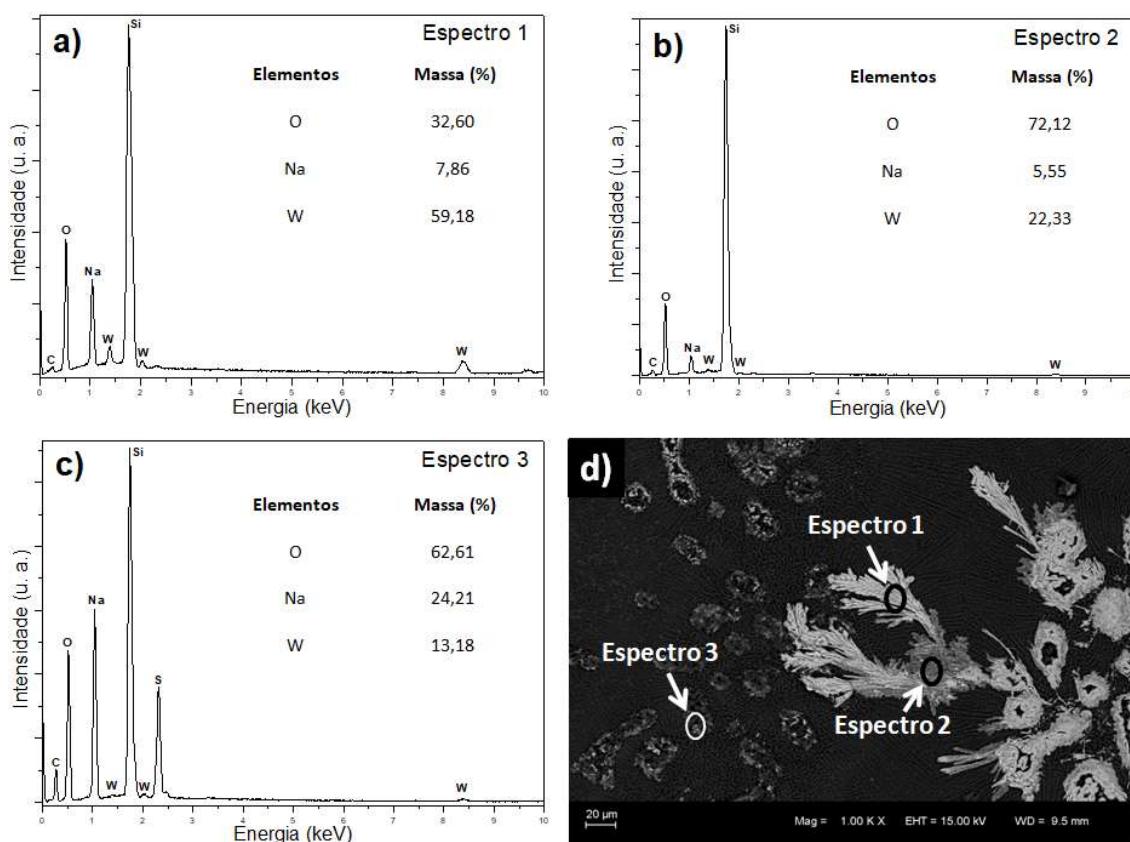 a)
Espectro 1
Elementos Massa (%)
O 32,60
Na 7,86
W 59,18
Intensidade (u. a.)
C
O
Na
W
Si
W
W
0 1 2 3 4 5 6 7 8 9 10
Energia (keV)
b)
Espectro 2
Elementos Massa (%)
O 72,12
Na 5,55
W 22,33
Intensidade (u. a.)
C
O
Na
W
Si
W
W
0 1 2 3 4 5 6 7 8 9 10
Energia (keV)
c)
Espectro 3
Elementos Massa (%)
O 62,61
Na 24,21
W 13,18
Intensidade (u. a.)
C
O
Na
W
Si
W
S
W
0 1 2 3 4 5 6 7 8 9 10
Energia (keV)
d)
Espectro 1
Espectro 3
Espectro 2
20 µm
Mag = 1.00 K X EHT = 15.00 kV WD = 9.5 mm